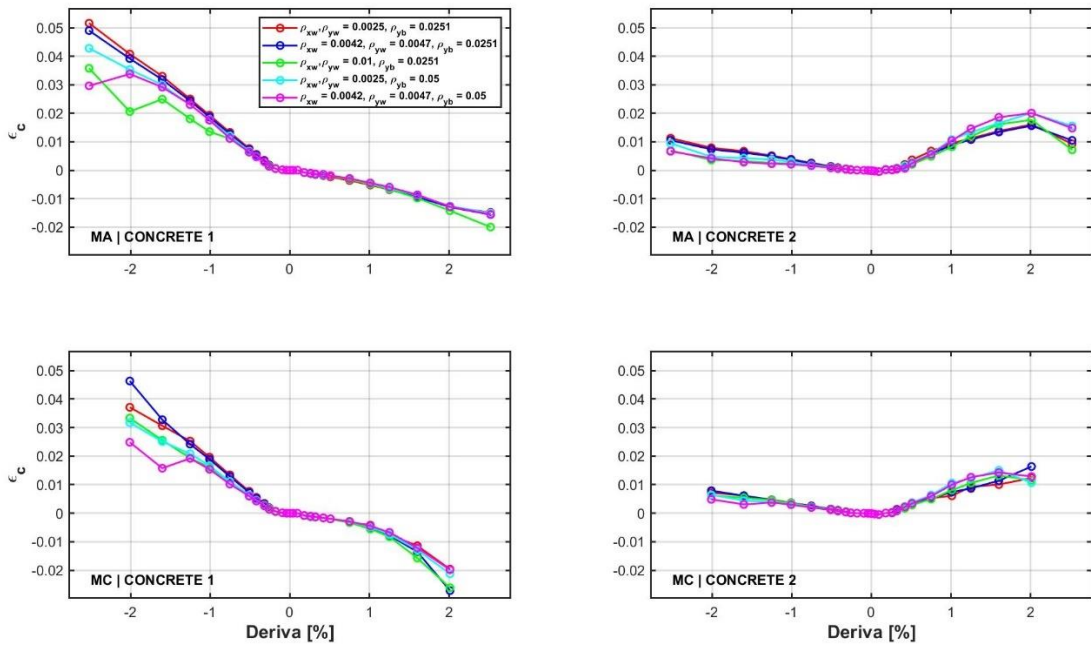 0.05
0.04
0.03
0.02
0.01
0
-0.01
-0.02
ϵ_c
ρ_xw, ρ_yw = 0.0025, ρ_yb = 0.0251
ρ_xw = 0.0042, ρ_yw = 0.0047, ρ_yb = 0.0251
ρ_xw, ρ_yw = 0.01, ρ_yb = 0.0251
ρ_xw, ρ_yw = 0.0025, ρ_yb = 0.05
ρ_xw = 0.0042, ρ_yw = 0.0047, ρ_yb = 0.05
MA | CONCRETE 1
-2 -1 0 1 2
0.05
0.04
0.03
0.02
0.01
0
-0.01
-0.02
MA | CONCRETE 2
-2 -1 0 1 2
0.05
0.04
0.03
0.02
0.01
0
-0.01
-0.02
ϵ_c
MC | CONCRETE 1
-2 -1 0 1 2
Deriva [%]
0.05
0.04
0.03
0.02
0.01
0
-0.01
-0.02
MC | CONCRETE 2
-2 -1 0 1 2
Deriva [%]